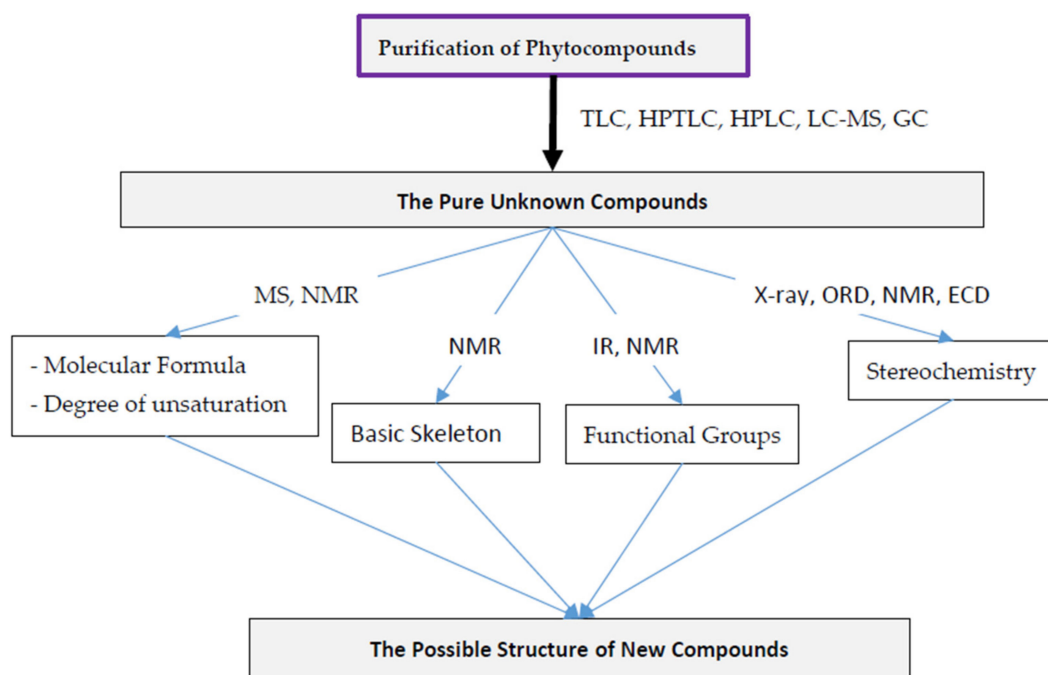 Purification of Phytocompounds
TLC, HPTLC, HPLC, LC-MS, GC
The Pure Unknown Compounds
MS, NMR
X-ray, ORD, NMR, ECD
NMR
IR, NMR
- Molecular Formula
- Degree of unsaturation
Stereochemistry
Basic Skeleton
Functional Groups
The Possible Structure of New Compounds